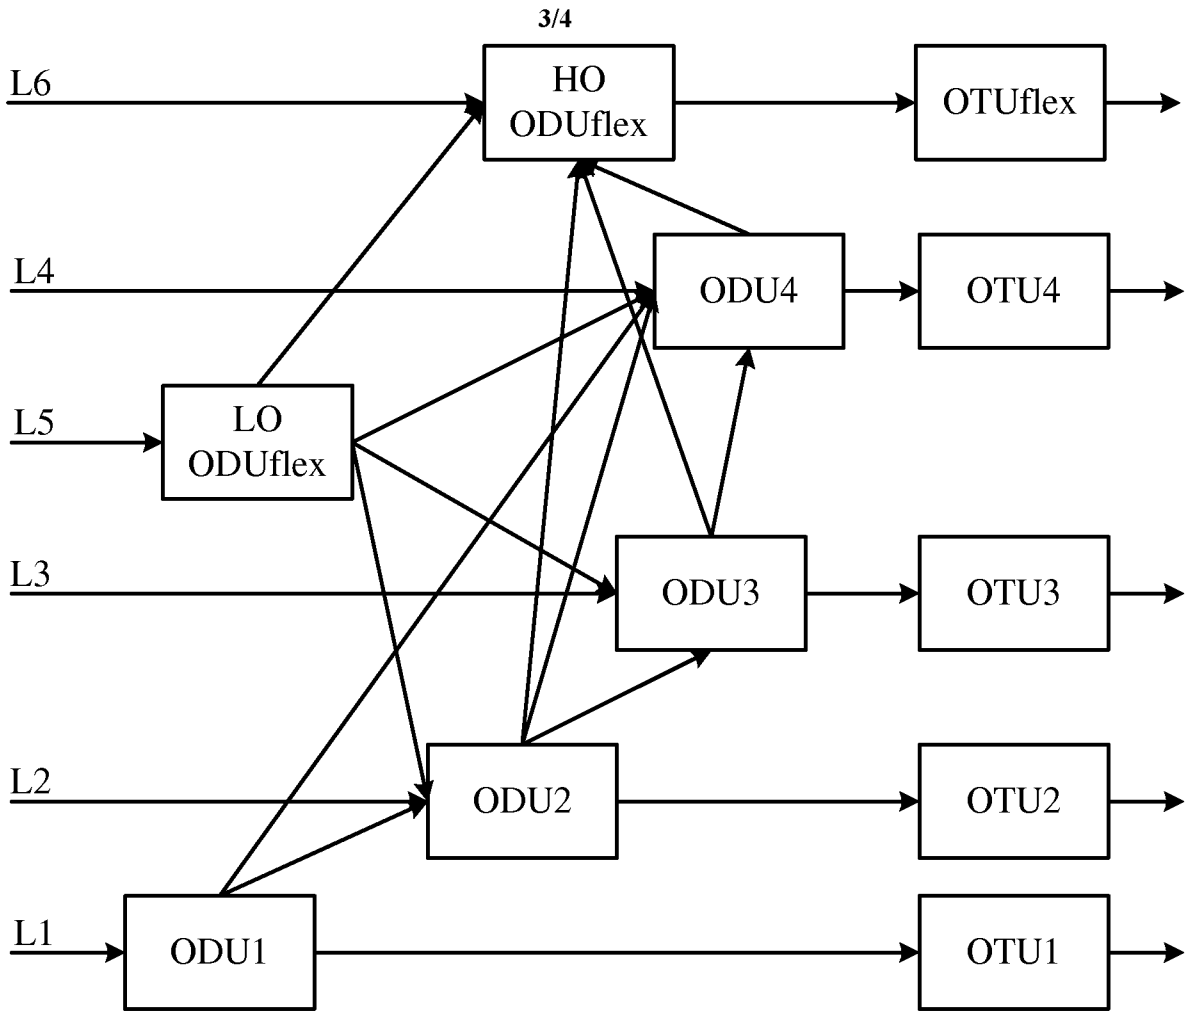 3/4
L6
HO
ODUflex
OTUflex
L4
ODU4
OTU4
L5
LO
ODUflex
L3
ODU3
OTU3
L2
ODU2
OTU2
L1
ODU1
OTU1